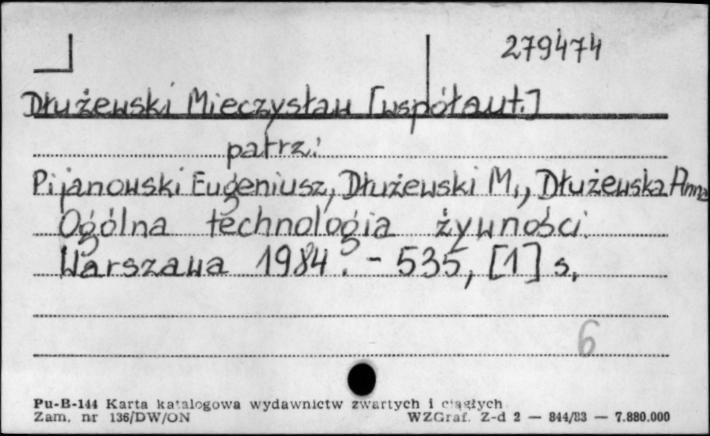 279474
Dłużewski Mieczysław [współaut.]
patrz:
Pijanowski Eugeniusz, Dłużewski M., Dłużewska Anna
Ogólna technologia żywności.
Warszawa 1984. - 535, [1] s.
6
Pu-B-144 Karta katalogowa wydawnictw zwartych i ciągłych
Zam. nr 136/DW/ON WZGraf. Z-d 2 — 844/83 — 7.880.000